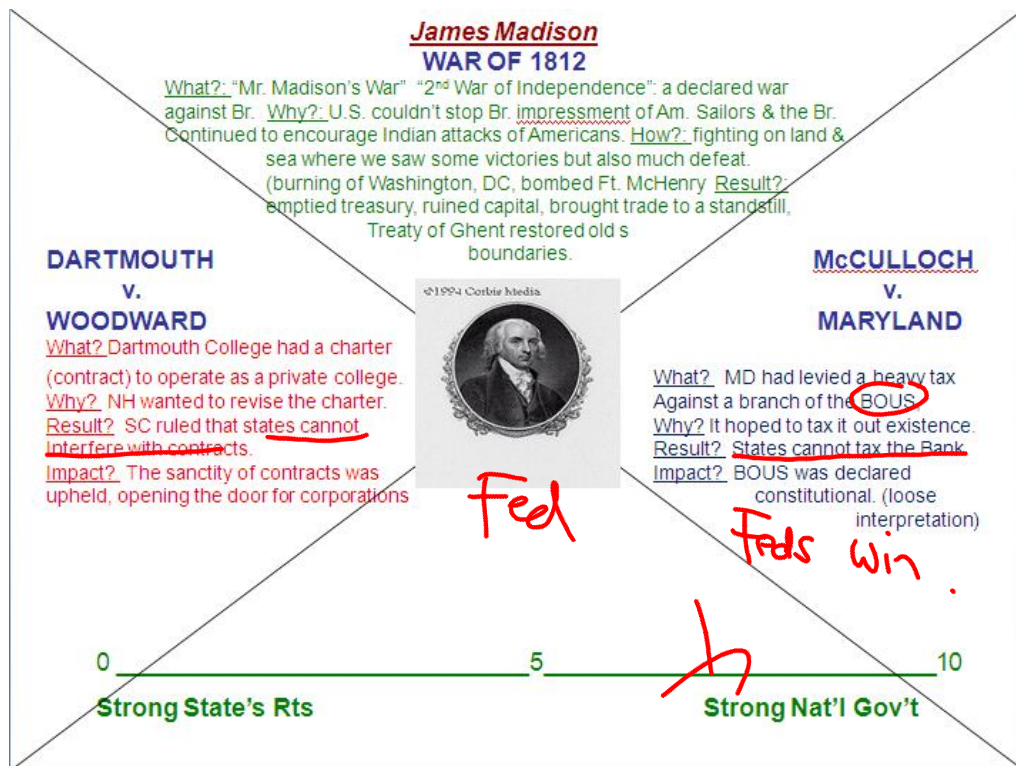 James Madison
WAR OF 1812
What?: “Mr. Madison’s War” “2nd War of Independence”: a declared war
against Br. Why?: U.S. couldn’t stop Br. impressment of Am. Sailors & the Br.
Continued to encourage Indian attacks of Americans. How?: fighting on land &
sea where we saw some victories but also much defeat.
(burning of Washington, DC, bombed Ft. McHenry Result?:
emptied treasury, ruined capital, brought trade to a standstill,
Treaty of Ghent restored old s
boundaries.
DARTMOUTH
v.
WOODWARD
What? Dartmouth College had a charter
(contract) to operate as a private college.
Why? NH wanted to revise the charter.
Result? SC ruled that states cannot
Interfere with contracts.
Impact? The sanctity of contracts was
upheld, opening the door for corporations
©1994 Corbis Media
Fed
McCULLOCH
v.
MARYLAND
What? MD had levied a heavy tax
Against a branch of the BOUS,
Why? It hoped to tax it out existence.
Result? States cannot tax the Bank
Impact? BOUS was declared
constitutional. (loose
interpretation)
Feds win.
0 5 10
Strong State’s Rts Strong Nat’l Gov’t